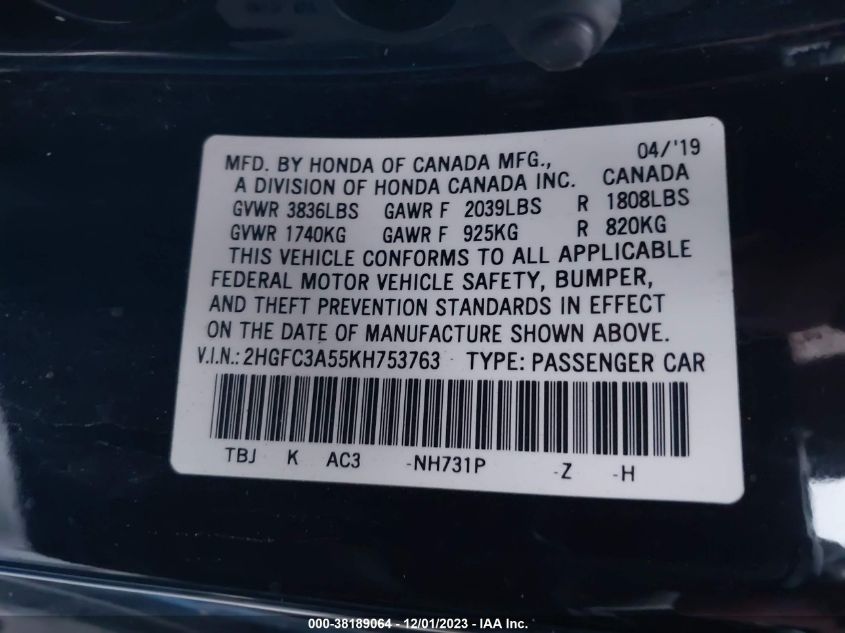 04/'19
MFD. BY HONDA OF CANADA MFG.,
A DIVISION OF HONDA CANADA INC. CANADA
GVWR 3836LBS GAWR F 2039LBS R 1808LBS
GVWR 1740KG GAWR F 925KG R 820KG
THIS VEHICLE CONFORMS TO ALL APPLICABLE
FEDERAL MOTOR VEHICLE SAFETY, BUMPER,
AND THEFT PREVENTION STANDARDS IN EFFECT
ON THE DATE OF MANUFACTURE SHOWN ABOVE.
V.I.N.: 2HGFC3A55KH753763 TYPE: PASSENGER CAR
TBJ K AC3 -NH731P -Z -H
000-38189064 - 12/01/2023 - IAA Inc.